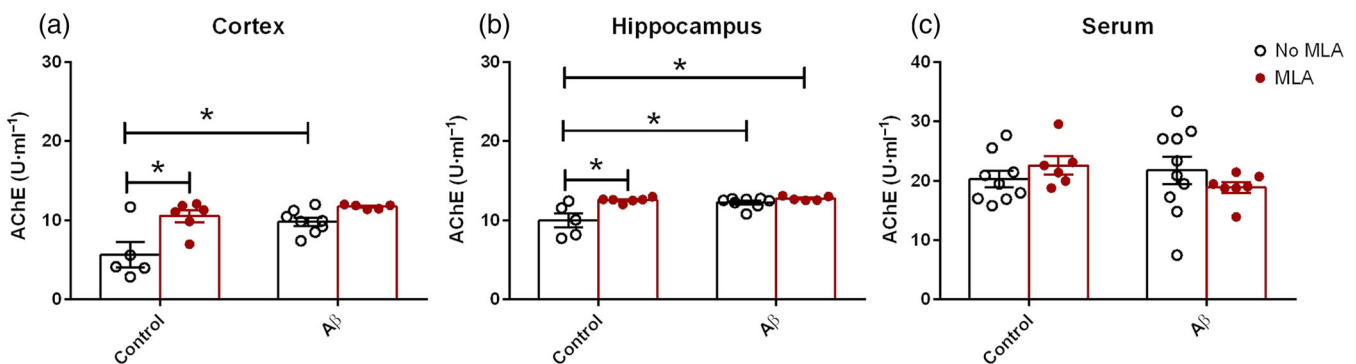 (a) Cortex
AChE (U·ml⁻¹)
30
20
10
0
*
*
Control
Aβ
(b) Hippocampus
AChE (U·ml⁻¹)
30
20
10
0
*
*
*
Control
Aβ
(c) Serum
AChE (U·ml⁻¹)
40
30
20
10
0
Control
Aβ
No MLA
MLA